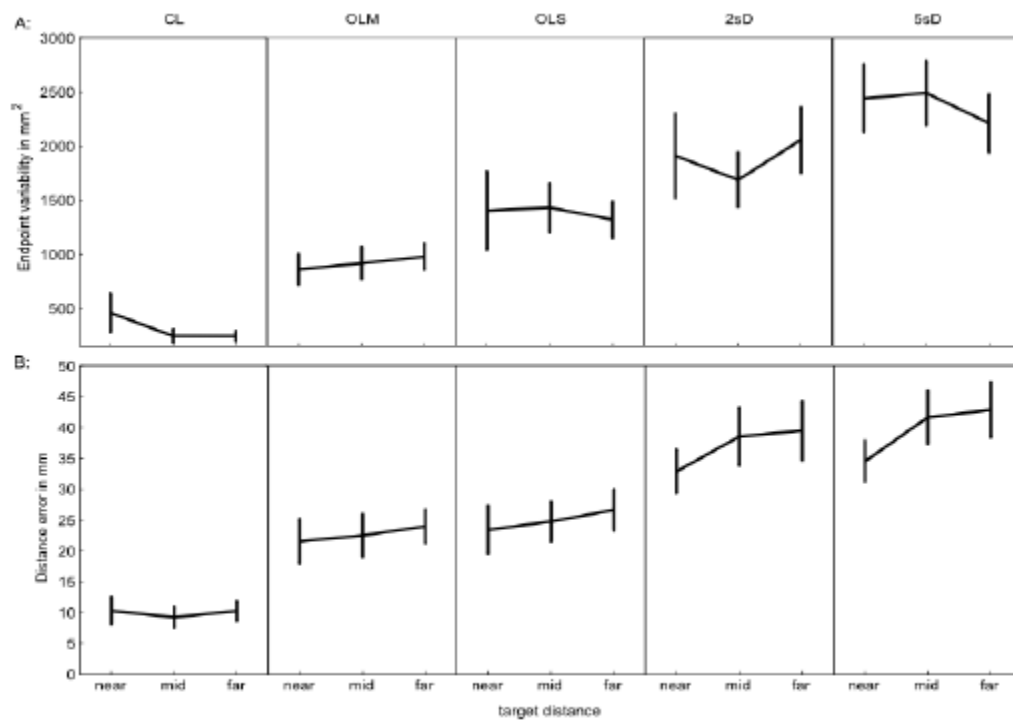 A: CL OLM OLS 2sD 5sD
Endpoint variability in mm²
3000
2500
2000
1500
1000
500
B:
Distance error in mm
50
45
40
35
30
25
20
15
10
5
0
near mid far near mid far near mid far near mid far near mid far
target distance